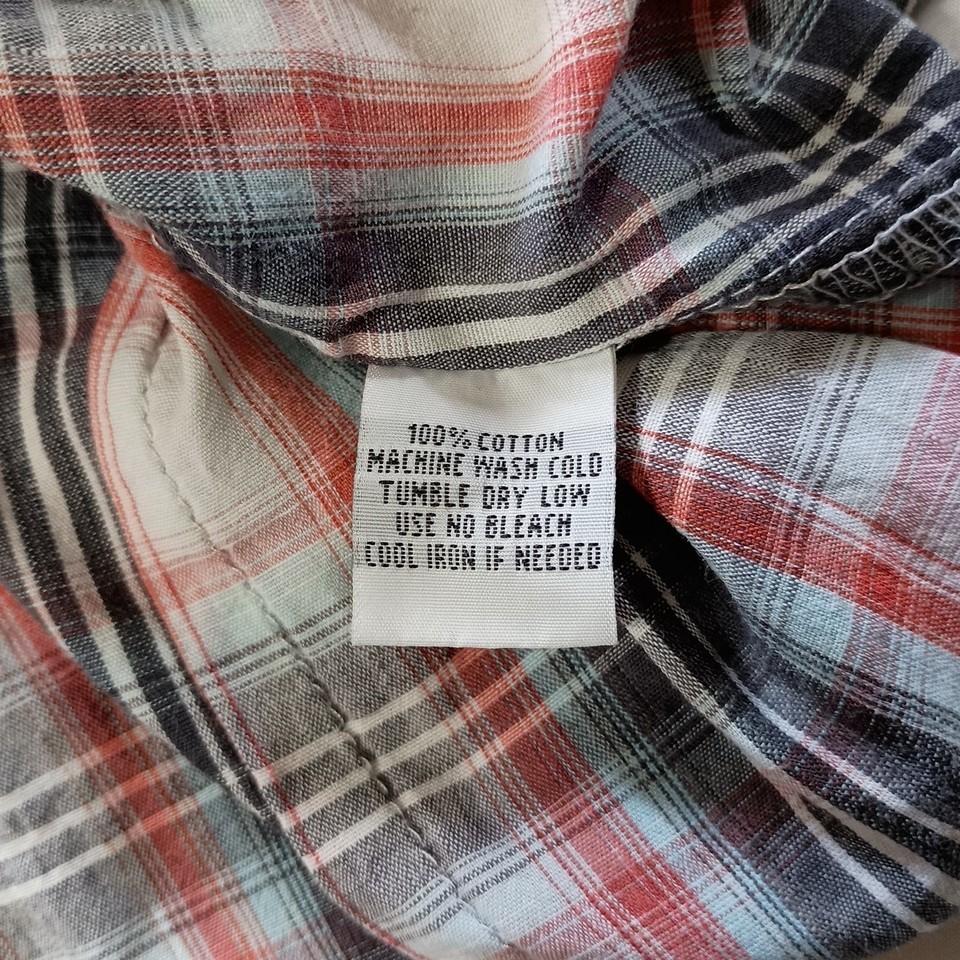 100% COTTON
MACHINE WASH COLD
TUMBLE DRY LOW
USE NO BLEACH
COOL IRON IF NEEDED